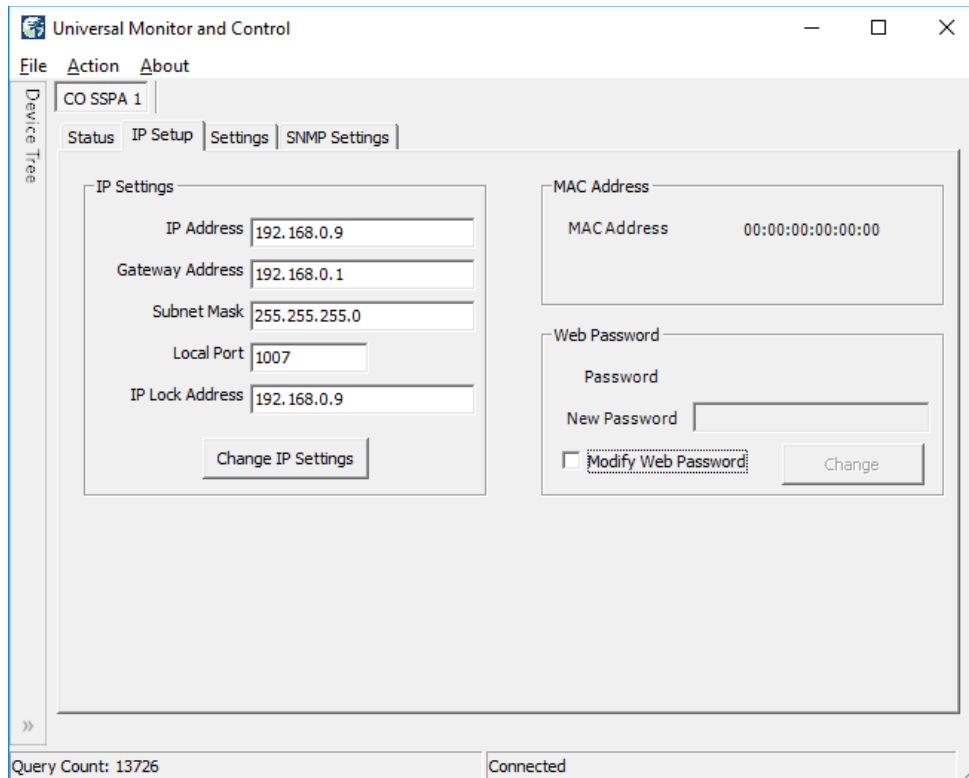 Universal Monitor and Control
File Action About
Device Tree
CO SSPA 1
Status IP Setup Settings SNMP Settings
IP Settings
IP Address 192.168.0.9
Gateway Address 192.168.0.1
Subnet Mask 255.255.255.0
Local Port 1007
IP Lock Address 192.168.0.9
Change IP Settings
MAC Address
MAC Address 00:00:00:00:00:00
Web Password
Password
New Password
Modify Web Password Change
»
Query Count: 13726 Connected